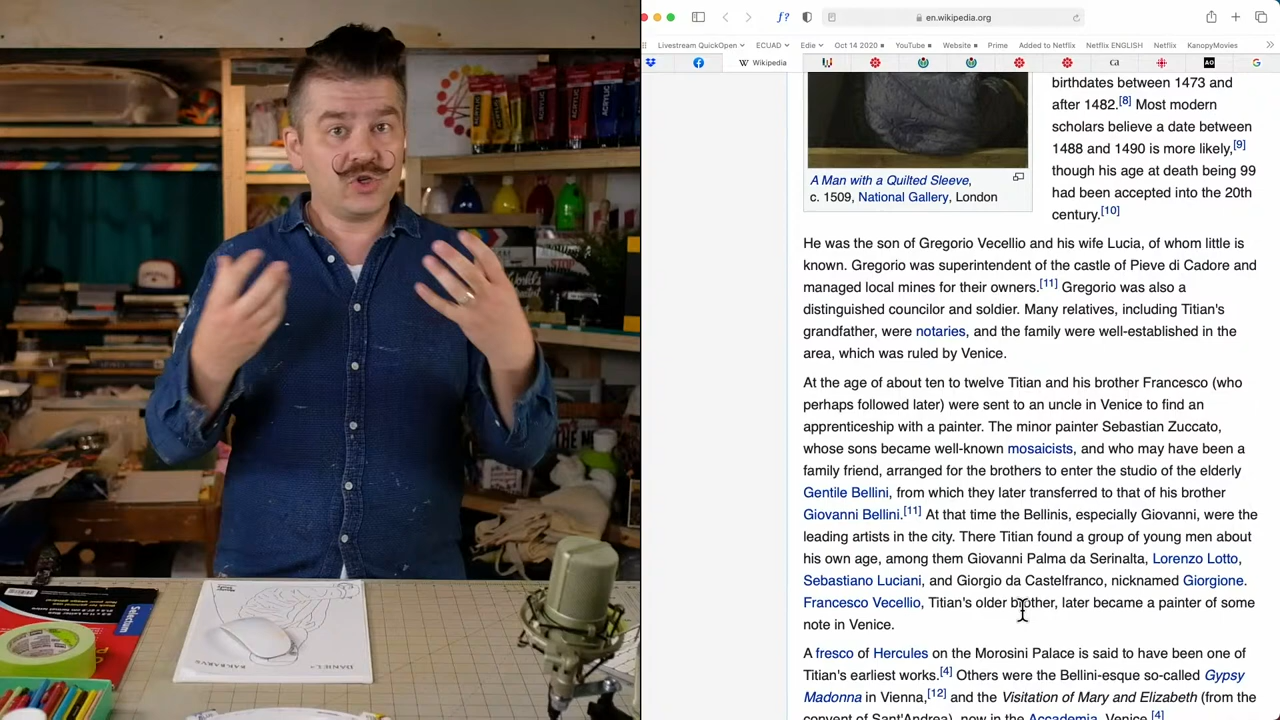 en.wikipedia.org
Livestream QuickOpen
ECUAD
Edie
Oct 14 2020
YouTube
Website
Prime
Added to Netflix
Netflix ENGLISH
Netflix
KanopyMovies
W Wikipedia
birthdates between 1473 and
after 1482.[8] Most modern
scholars believe a date between
1488 and 1490 is more likely,[9]
though his age at death being 99
had been accepted into the 20th
century.[10]
A Man with a Quilted Sleeve,
c. 1509, National Gallery, London
He was the son of Gregorio Vecellio and his wife Lucia, of whom little is
known. Gregorio was superintendent of the castle of Pieve di Cadore and
managed local mines for their owners.[11] Gregorio was also a
distinguished councilor and soldier. Many relatives, including Titian's
grandfather, were notaries, and the family were well-established in the
area, which was ruled by Venice.
At the age of about ten to twelve Titian and his brother Francesco (who
perhaps followed later) were sent to an uncle in Venice to find an
apprenticeship with a painter. The minor painter Sebastian Zuccato,
whose sons became well-known mosaicists, and who may have been a
family friend, arranged for the brothers to enter the studio of the elderly
Gentile Bellini, from which they later transferred to that of his brother
Giovanni Bellini.[11] At that time the Bellinis, especially Giovanni, were the
leading artists in the city. There Titian found a group of young men about
his own age, among them Giovanni Palma da Serinalta, Lorenzo Lotto,
Sebastiano Luciani, and Giorgio da Castelfranco, nicknamed Giorgione.
Francesco Vecellio, Titian's older brother, later became a painter of some
note in Venice.
A fresco of Hercules on the Morosini Palace is said to have been one of
Titian's earliest works.[4] Others were the Bellini-esque so-called Gypsy
Madonna in Vienna,[12] and the Visitation of Mary and Elizabeth (from the
convent of Sant'Andrea), now in the Accademia, Venice.[4]
ACRYLIC
ACRYLIC